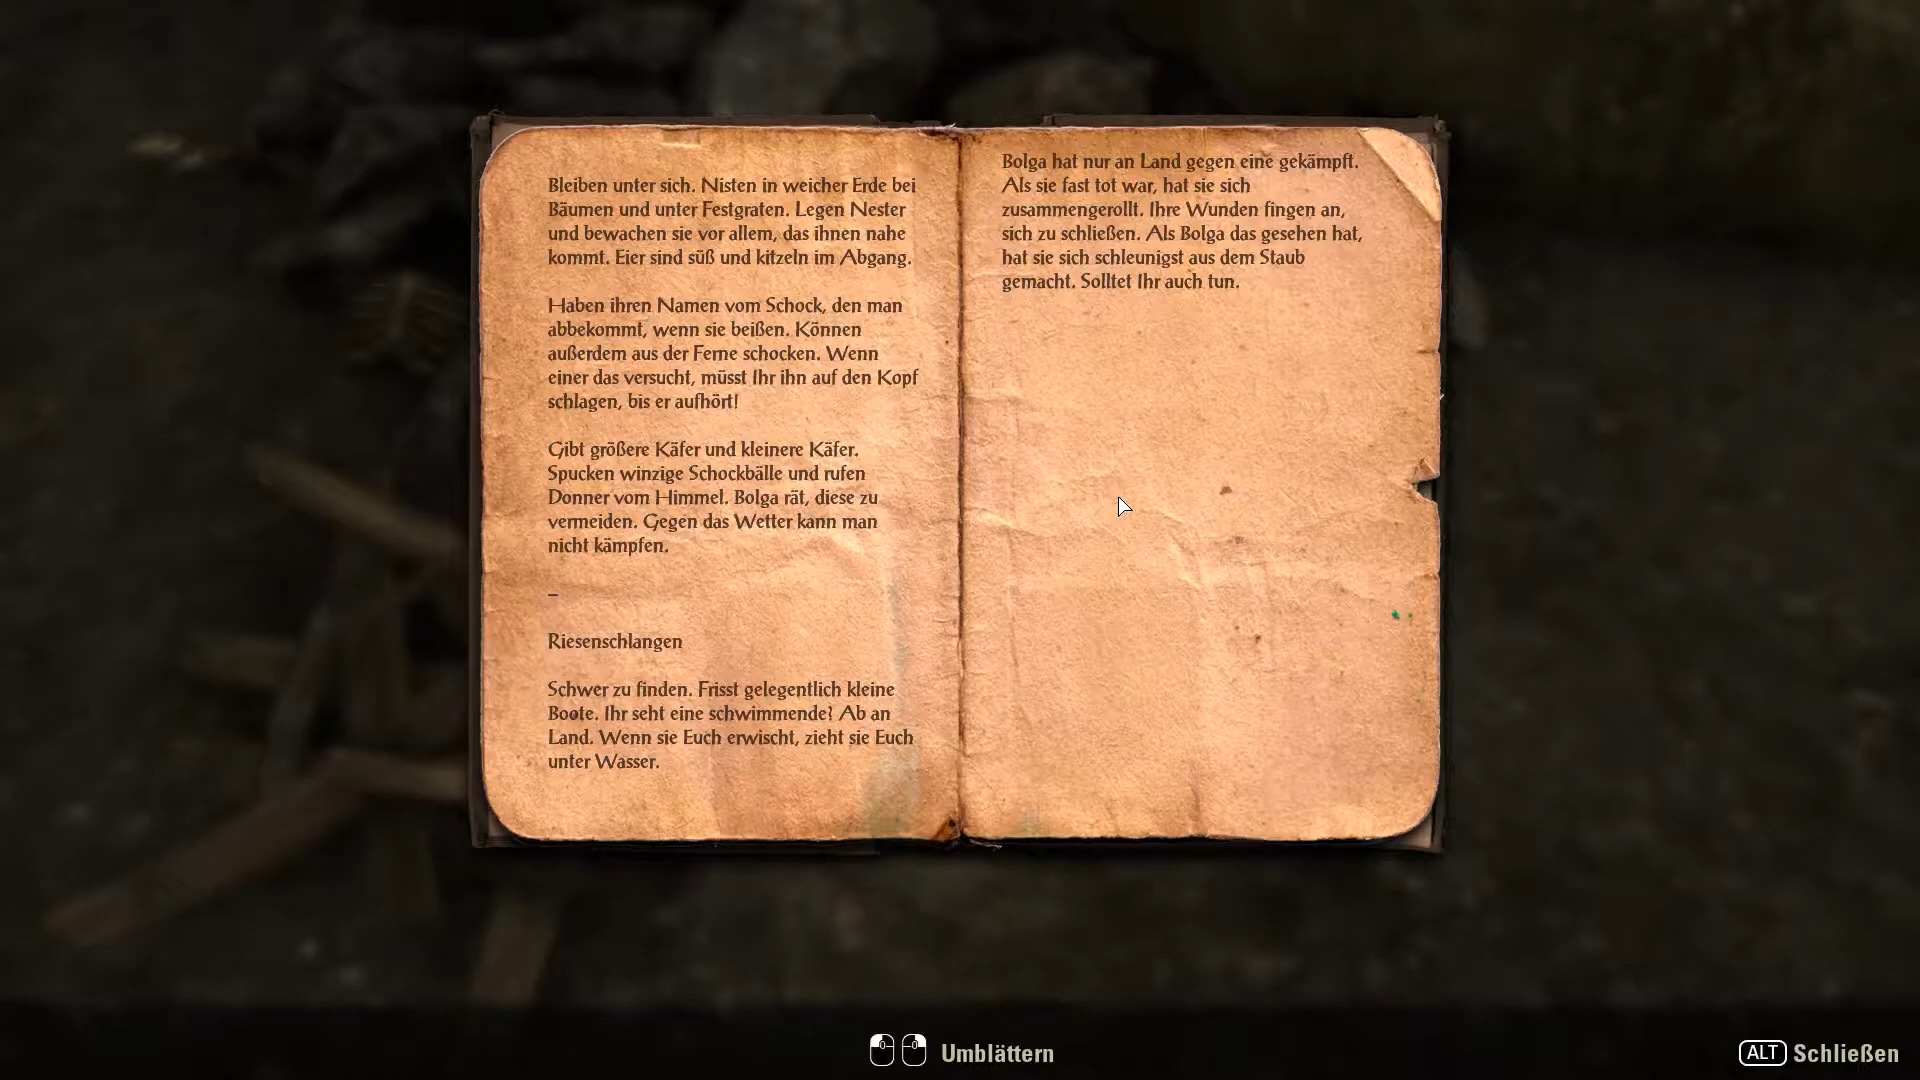 Bleiben unter sich. Nisten in weicher Erde bei
Bäumen und unter Festgraten. Legen Nester
und bewachen sie vor allem, das ihnen nahe
kommt. Eier sind süß und kitzeln im Abgang.
Haben ihren Namen vom Schock, den man
abbekommt, wenn sie beißen. Können
außerdem aus der Ferne schocken. Wenn
einer das versucht, müsst Ihr ihn auf den Kopf
schlagen, bis er aufhört!
Gibt größere Käfer und kleinere Käfer.
Spucken winzige Schockbälle und rufen
Donner vom Himmel. Bolga rät, diese zu
vermeiden. Gegen das Wetter kann man
nicht kämpfen.
–
Riesenschlangen
Schwer zu finden. Frisst gelegentlich kleine
Boote. Ihr seht eine schwimmende? Ab an
Land. Wenn sie Euch erwischt, zieht sie Euch
unter Wasser.
Bolga hat nur an Land gegen eine gekämpft.
Als sie fast tot war, hat sie sich
zusammengerollt. Ihre Wunden fingen an,
sich zu schließen. Als Bolga das gesehen hat,
hat sie sich schleunigst aus dem Staub
gemacht. Solltet Ihr auch tun.
Umblättern
ALT Schließen